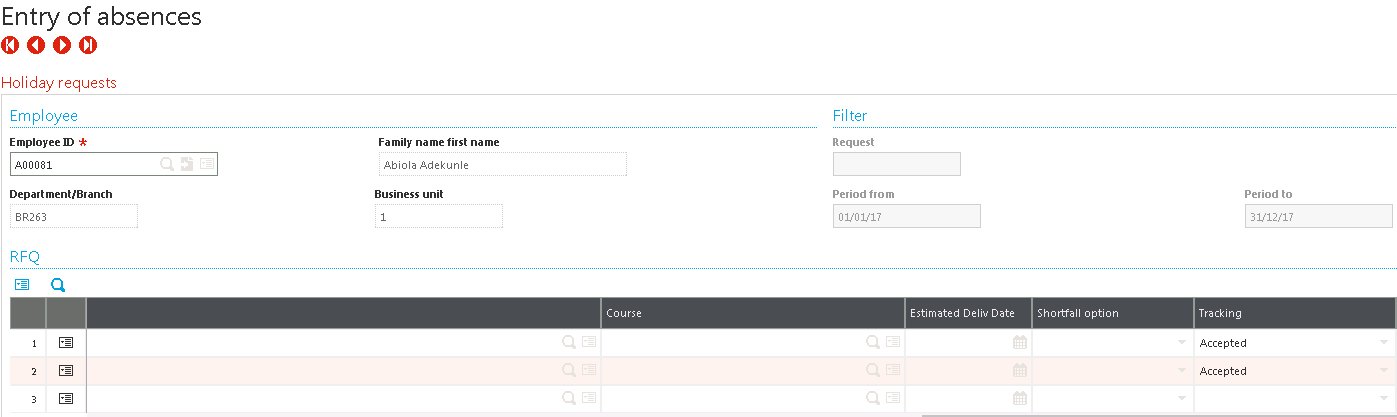 Entry of absences
Holiday requests
Employee
Filter
Employee ID *
Family name first name
Request
A00081
Abiola Adekunle
Department/Branch
Business unit
Period from
Period to
BR263
1
01/01/17
31/12/17
RFQ
Course Estimated Deliv Date Shortfall option Tracking
1 Accepted
2 Accepted
3